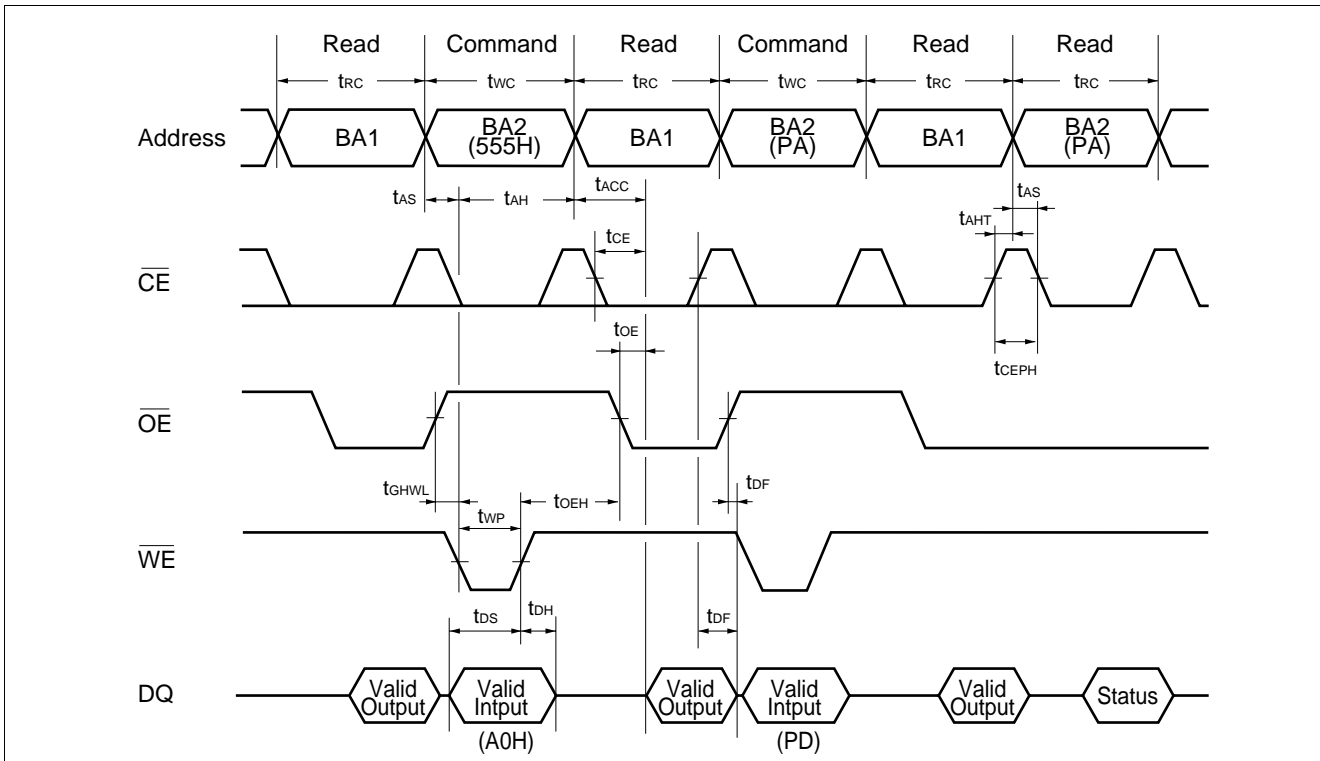 Read Command Read Command Read Read
tRC tWC tRC tWC tRC tRC
Address BA1 BA2 (555H) BA1 BA2 (PA) BA1 BA2 (PA)
tAS tAH tACC tAHT tAS
CE tCE tCEPH
OE tOE
tGHWL tWP tOEH tDF
WE
tDS tDH tDF
DQ Valid Output Valid Intput Valid Output Valid Intput Valid Output Status
(A0H) (PD)